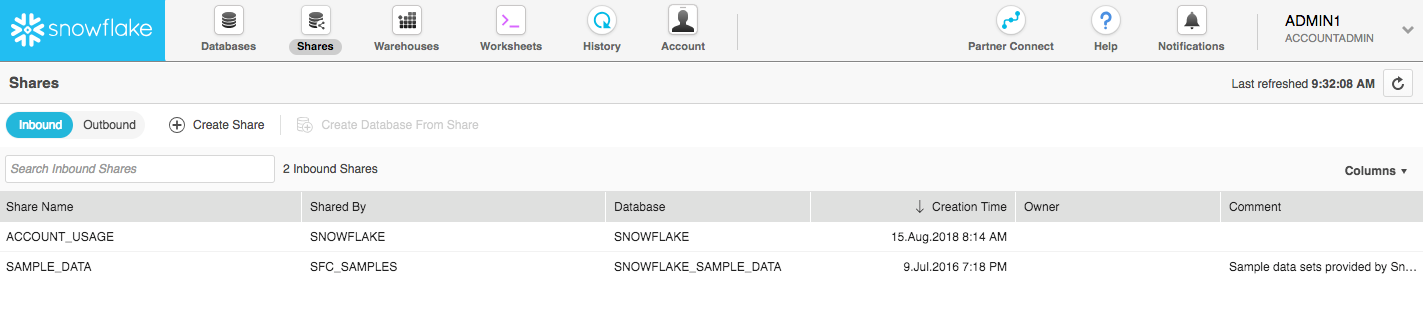 snowflake
Databases Shares Warehouses Worksheets History Account Partner Connect Help Notifications ADMIN1
ACCOUNTADMIN
Shares Last refreshed 9:32:08 AM
Inbound Outbound Create Share Create Database From Share
Search Inbound Shares 2 Inbound Shares Columns
Share Name Shared By Database Creation Time Owner Comment
ACCOUNT_USAGE SNOWFLAKE SNOWFLAKE 15.Aug.2018 8:14 AM
SAMPLE_DATA SFC_SAMPLES SNOWFLAKE_SAMPLE_DATA 9.Jul.2016 7:18 PM Sample data sets provided by Sn...